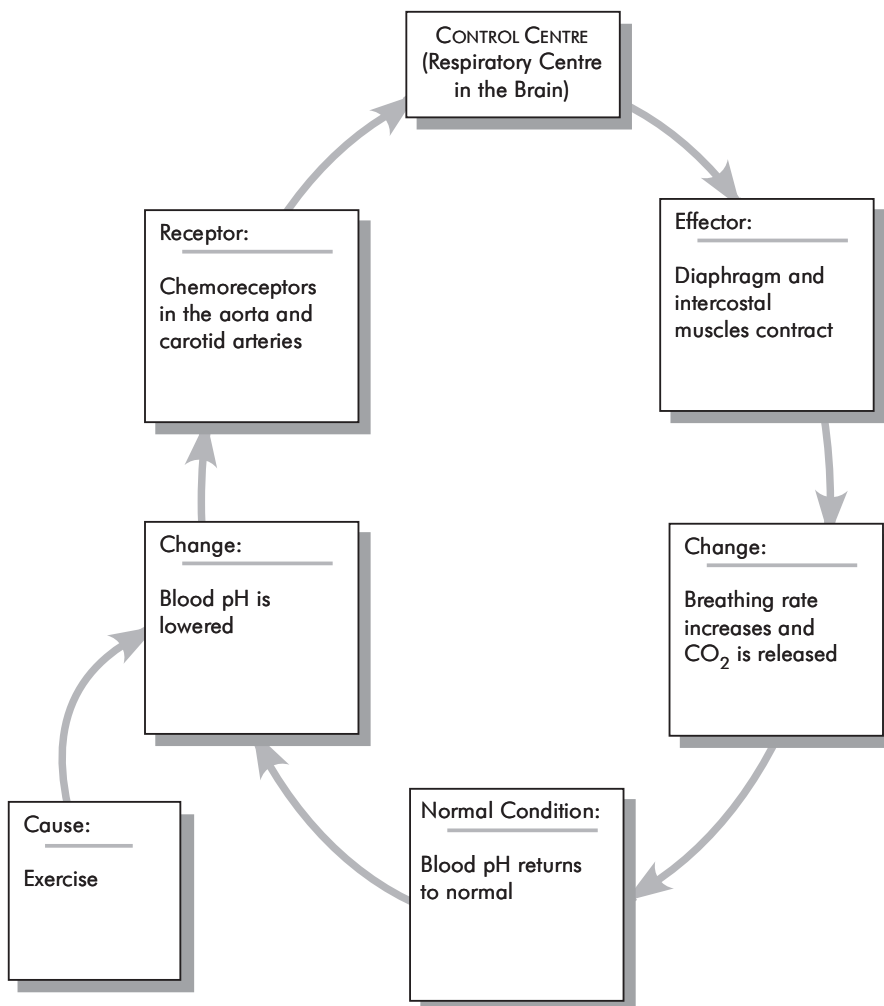 CONTROL CENTRE
(Respiratory Centre
in the Brain)
Receptor:
Chemoreceptors
in the aorta and
carotid arteries
Effector:
Diaphragm and
intercostal
muscles contract
Change:
Blood pH is
lowered
Change:
Breathing rate
increases and
CO₂ is released
Cause:
Exercise
Normal Condition:
Blood pH returns
to normal